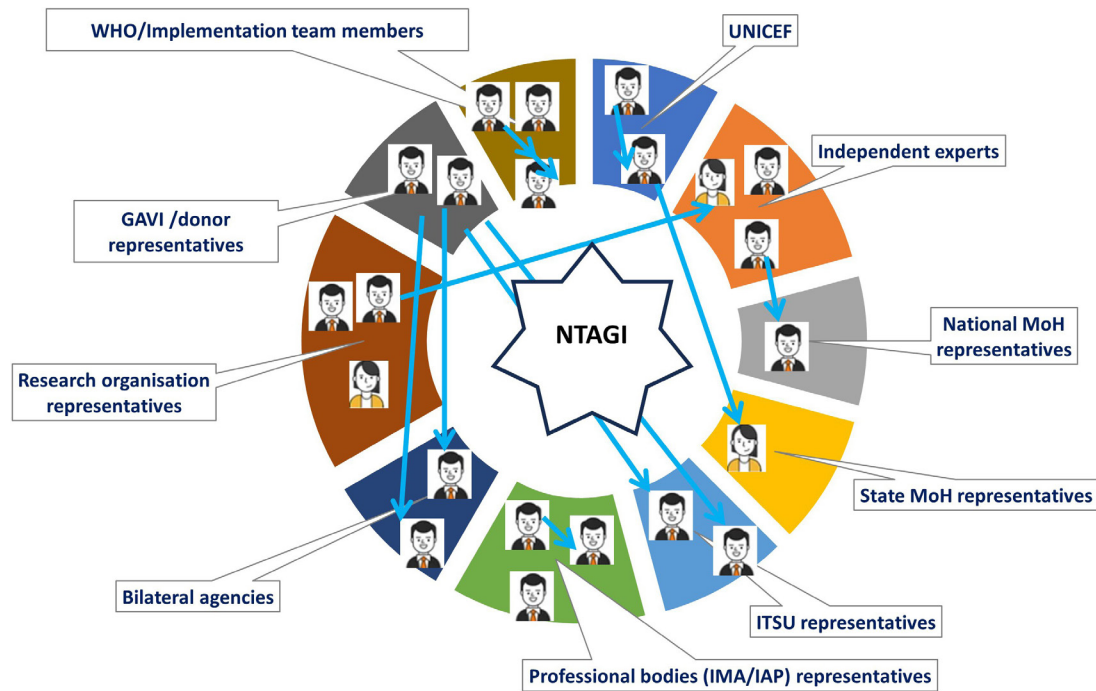 WHO/Implementation team members
UNICEF
Independent experts
GAVI /donor
representatives
National MoH
representatives
NTAGI
Research organisation
representatives
State MoH representatives
Bilateral agencies
ITSU representatives
Professional bodies (IMA/IAP) representatives